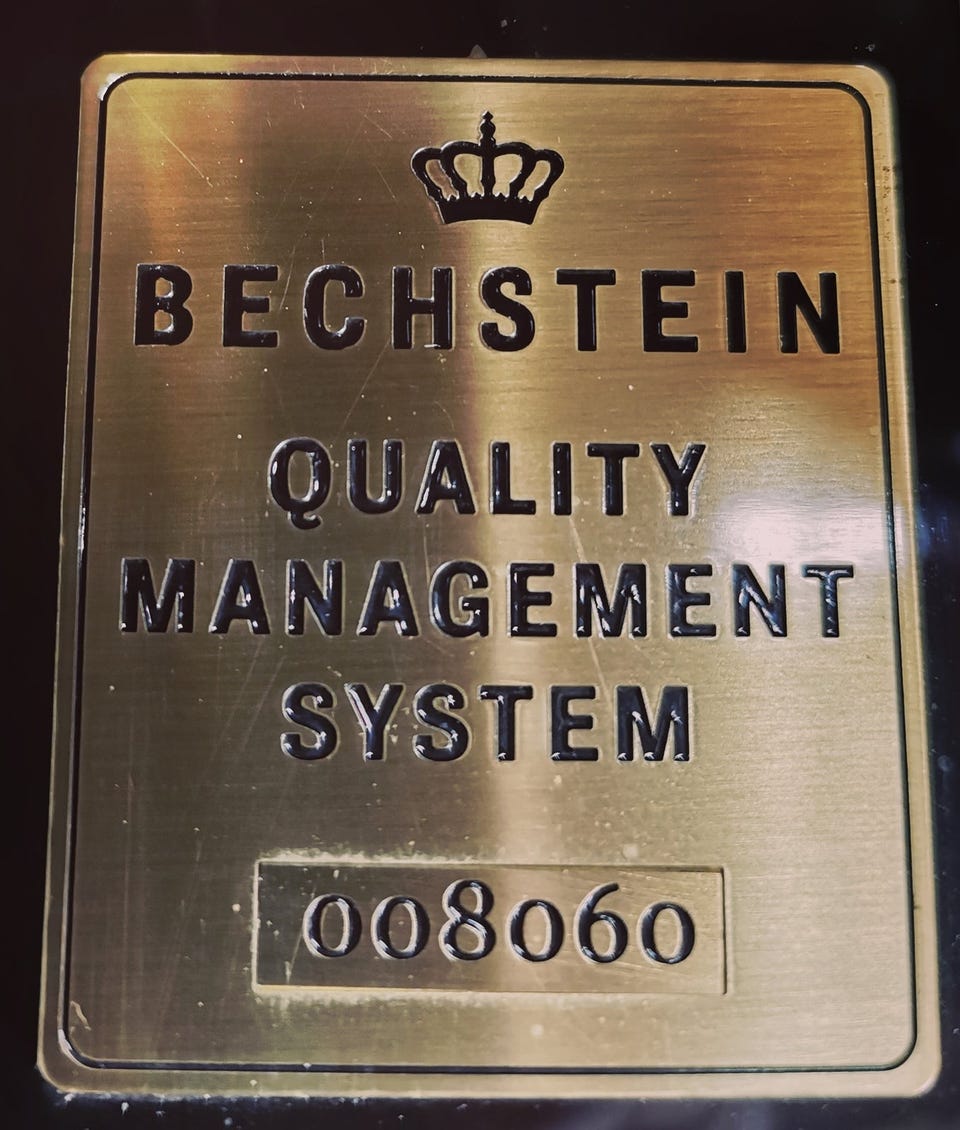 BECHSTEIN
QUALITY
MANAGEMENT
SYSTEM
008060